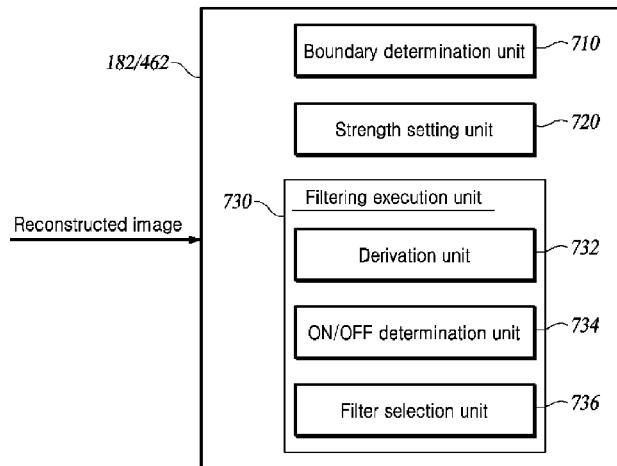 Boundary determination unit
710
182/462
Strength setting unit
720
730
Filtering execution unit
Reconstructed image
Derivation unit
732
ON/OFF determination unit
734
Filter selection unit
736